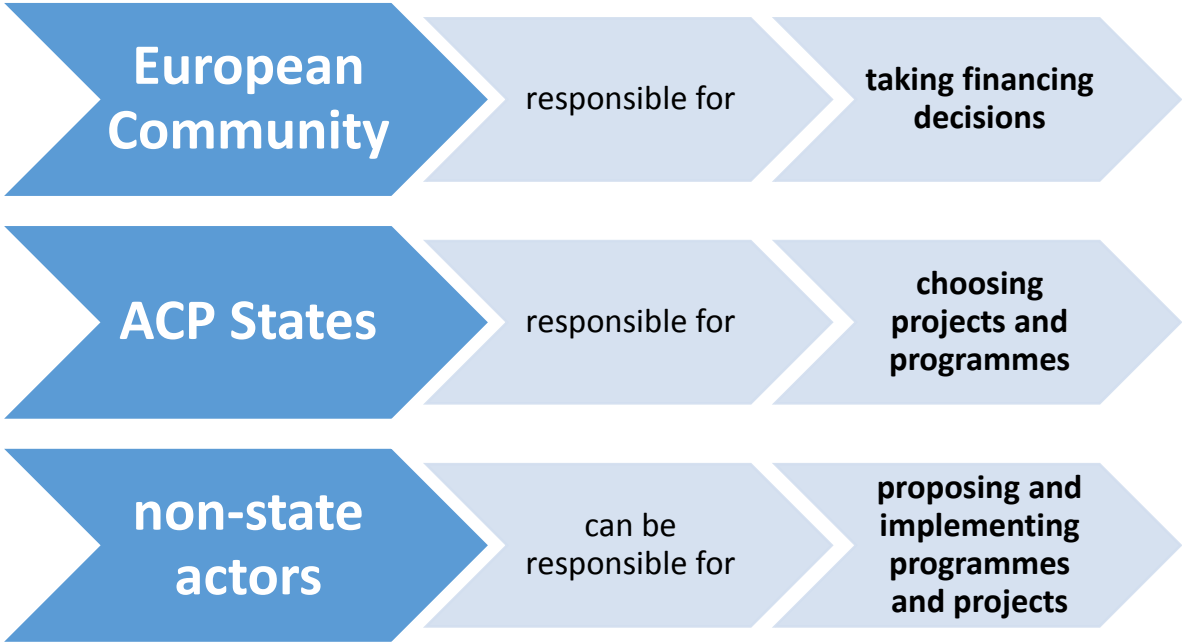 European
Community
responsible for
taking financing
decisions
ACP States
responsible for
choosing
projects and
programmes
non-state
actors
can be
responsible for
proposing and
implementing
programmes
and projects